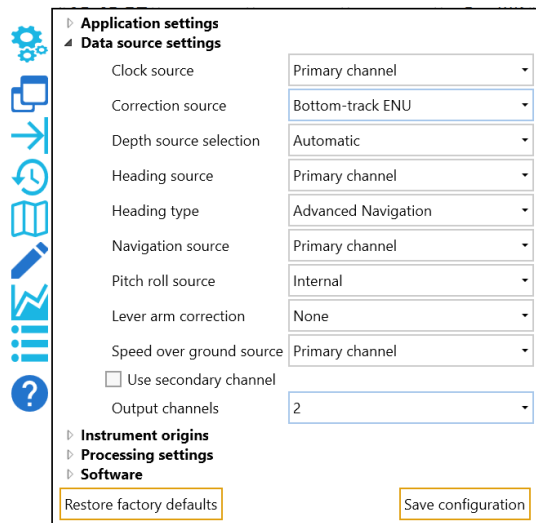 Application settings
Data source settings
Clock source Primary channel
Correction source Bottom-track ENU
Depth source selection Automatic
Heading source Primary channel
Heading type Advanced Navigation
Navigation source Primary channel
Pitch roll source Internal
Lever arm correction None
Speed over ground source Primary channel
Use secondary channel
Output channels 2
Instrument origins
Processing settings
Software
Restore factory defaults Save configuration